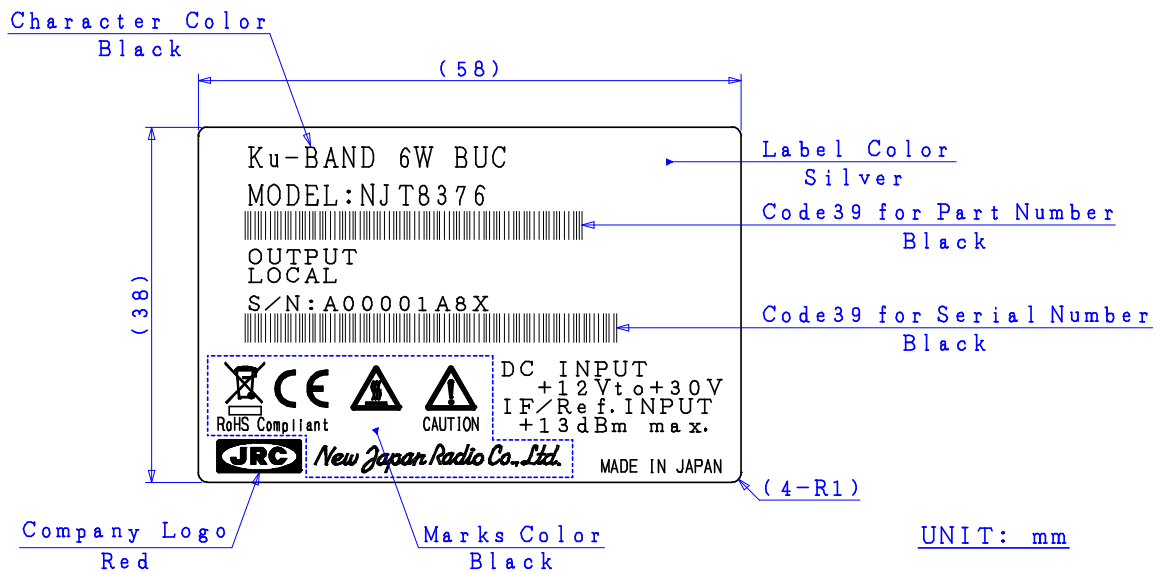 Character Color
Black
(58)
(38)
Ku-BAND 6W BUC
MODEL:NJT8376
OUTPUT
LOCAL
S/N:A00001A8X
DC INPUT
+12Vto+30V
IF/Ref.INPUT
+13dBm max.
RoHS Compliant
CE
CAUTION
JRC
New Japan Radio Co.,Ltd.
MADE IN JAPAN
Label Color
Silver
Code39 for Part Number
Black
Code39 for Serial Number
Black
(4-R1)
Company Logo
Red
Marks Color
Black
UNIT: mm